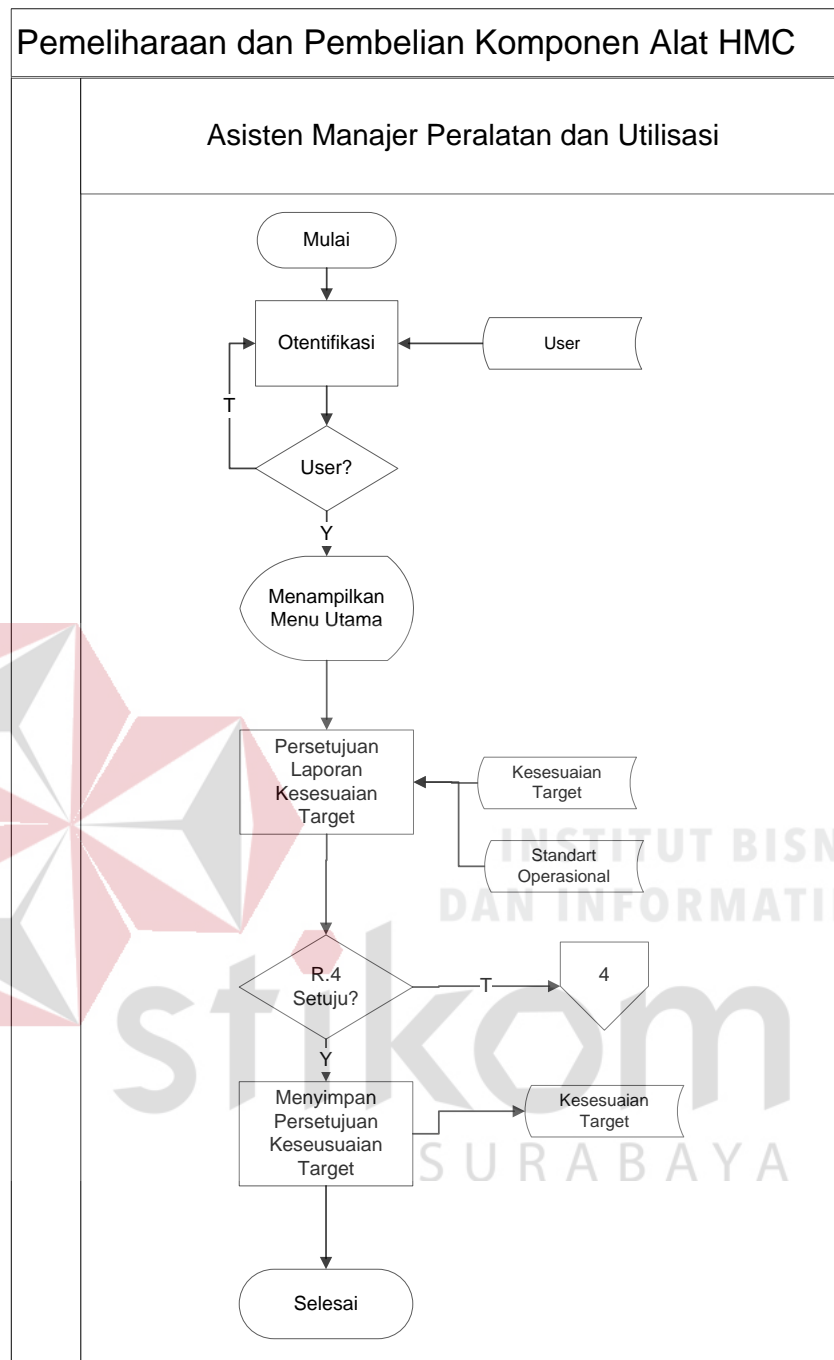 Pemeliharaan dan Pembelian Komponen Alat HMC
Asisten Manajer Peralatan dan Utilisasi
Mulai
Otentifikasi
User
T
User?
Y
Menampilkan
Menu Utama
Persetujuan
Laporan
Kesesuaian
Target
Kesesuaian
Target
Standart
Operasional
INSTITUT BISN
DAN INFORMATI
R.4
Setuju?
T
4
stikom
Y
Menyimpan
Persetujuan
Keseusuaian
Target
Kesesuaian
Target
SURABAYA
Selesai